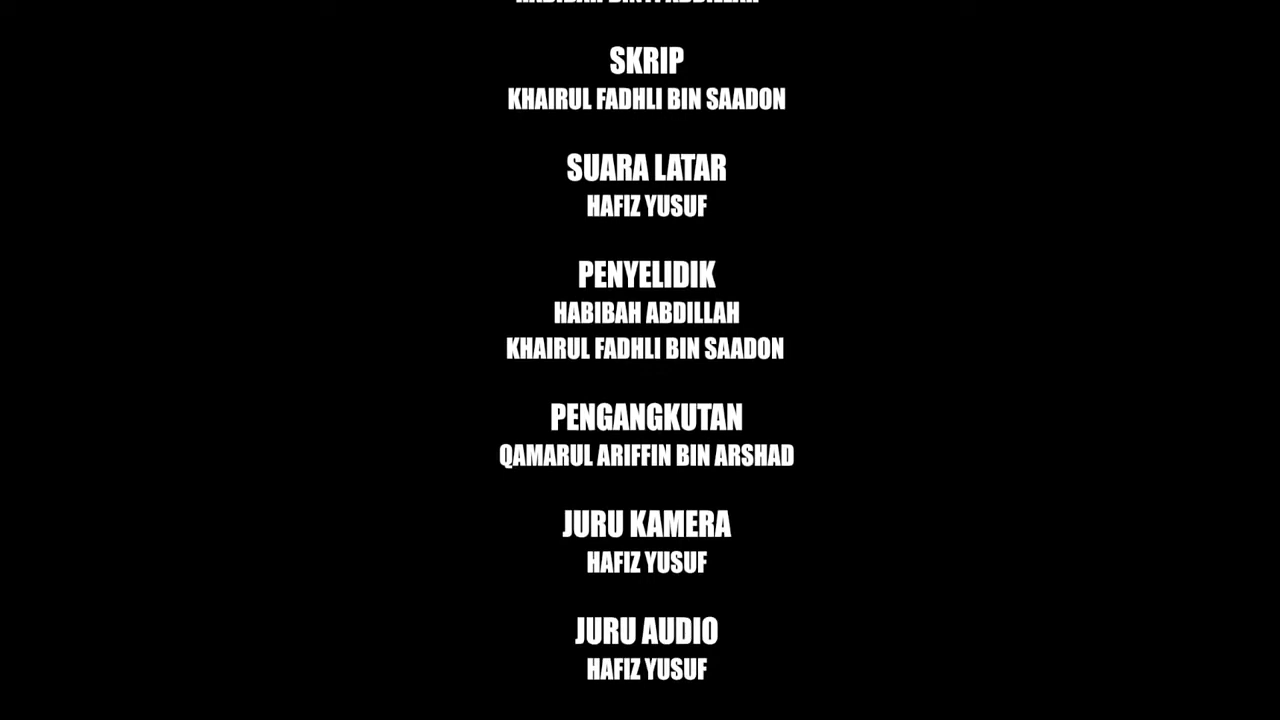 SKRIP
KHAIRUL FADHLI BIN SAADON
SUARA LATAR
HAFIZ YUSUF
PENYELIDIK
HABIBAH ABDILLAH
KHAIRUL FADHLI BIN SAADON
PENGANGKUTAN
QAMARUL ARIFFIN BIN ARSHAD
JURU KAMERA
HAFIZ YUSUF
JURU AUDIO
HAFIZ YUSUF